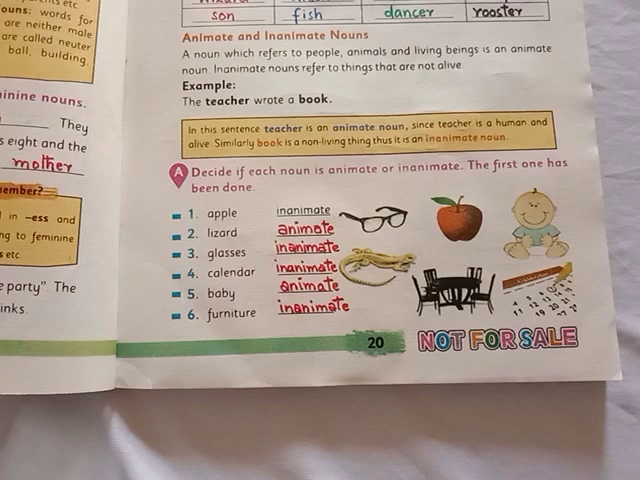 ouns: words for
are neither male
are called neuter
ball, building,
inine nouns.
They
s eight and the
mother
ember?
in –ess and
ng to feminine
s etc
e party". The
inks.
son fish dancer rooster
Animate and Inanimate Nouns
A noun which refers to people, animals and living beings is an animate
noun. Inanimate nouns refer to things that are not alive.
Example:
The teacher wrote a book.
In this sentence teacher is an animate noun, since teacher is a human and
alive. Similarly book is a non-living thing thus it is an inanimate noun.
A Decide if each noun is animate or inanimate. The first one has
been done.
1. apple inanimate
2. lizard animate
3. glasses inanimate
4. calendar inanimate
5. baby animate
6. furniture inanimate
20 NOT FOR SALE